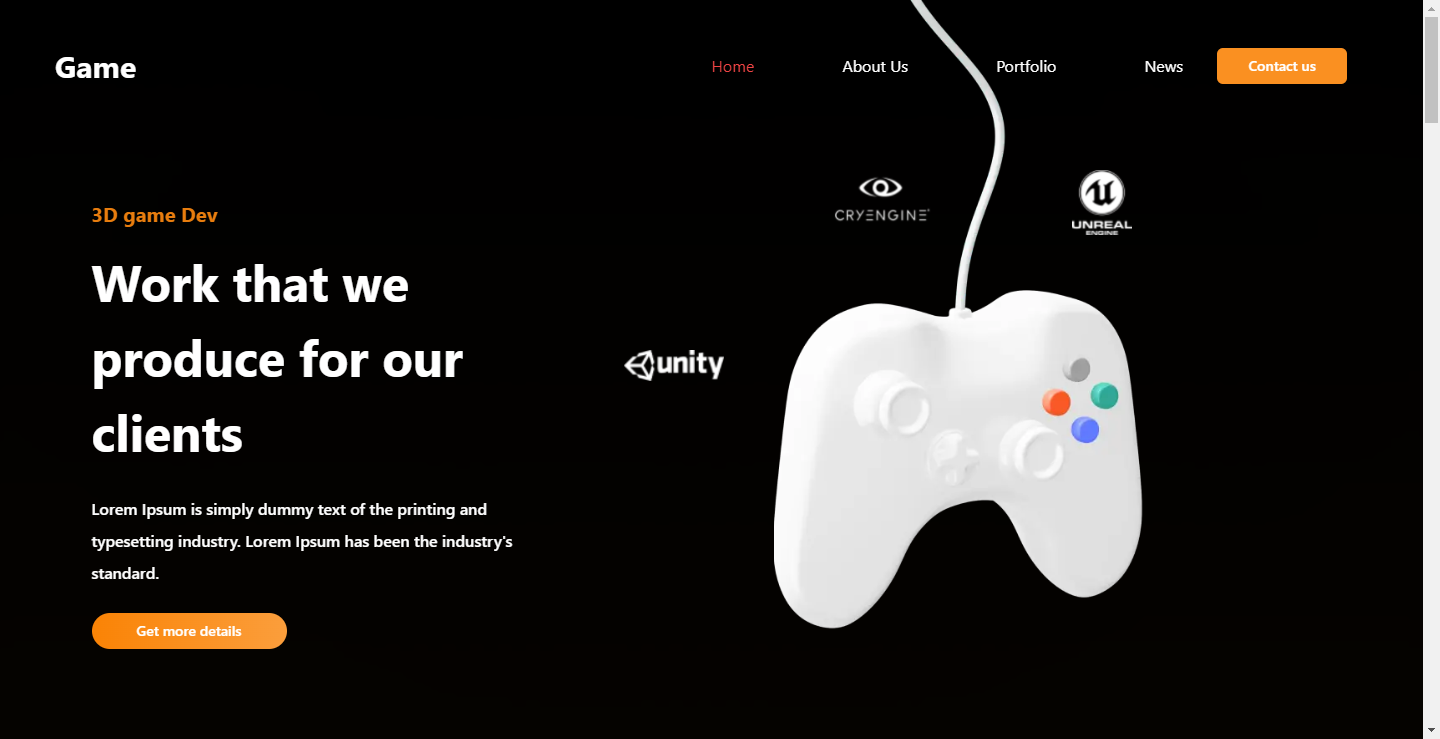 Game
Home
About Us
Portfolio
News
Contact us
CRYENGINE
UNREAL
ENGINE
3D game Dev
Work that we
produce for our
clients
unity
Lorem Ipsum is simply dummy text of the printing and
typesetting industry. Lorem Ipsum has been the industry's
standard.
Get more details